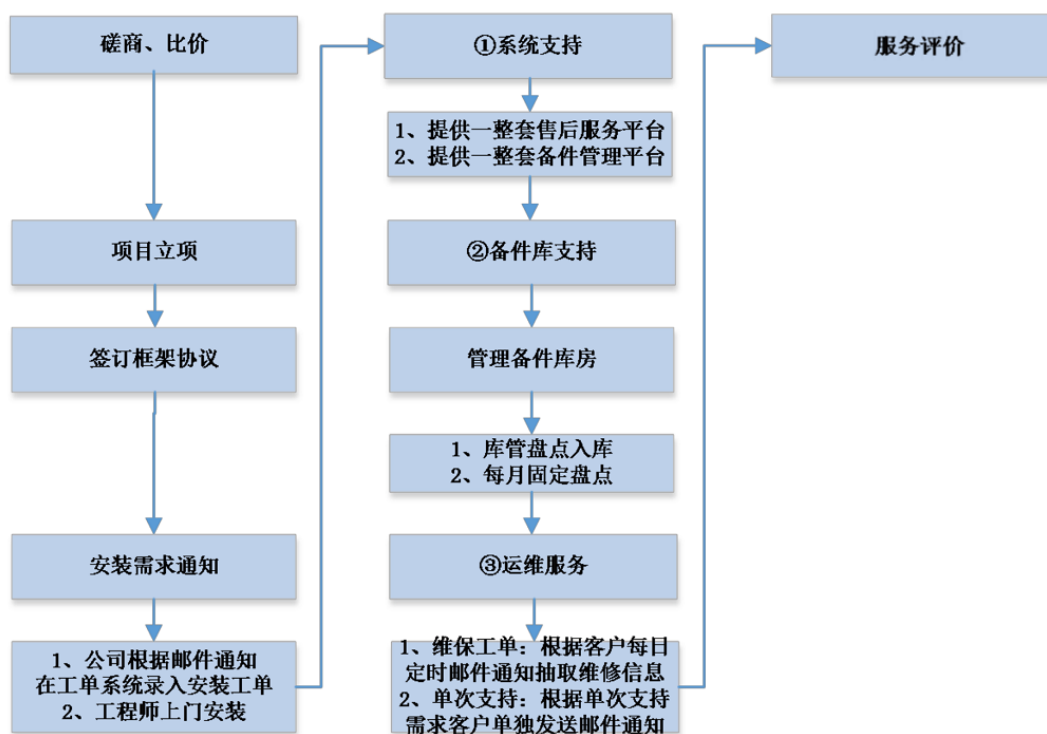 磋商、比价
项目立项
签订框架协议
安装需求通知
1、公司根据邮件通知
在工单系统录入安装工单
2、工程师上门安装
①系统支持
1、提供一整套售后服务平台
2、提供一整套备件管理平台
②备件库支持
管理备件库房
1、库管盘点入库
2、每月固定盘点
③运维服务
1、维保工单：根据客户每日
定时邮件通知抽取维修信息
2、单次支持：根据单次支持
需求客户单独发送邮件通知
服务评价